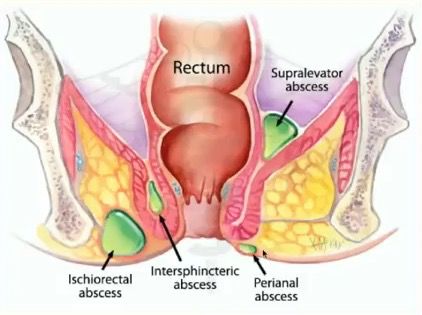 Rectum
Supralevator
abscess
Ischiorectal
abscess
Intersphincteric
abscess
Perianal
abscess